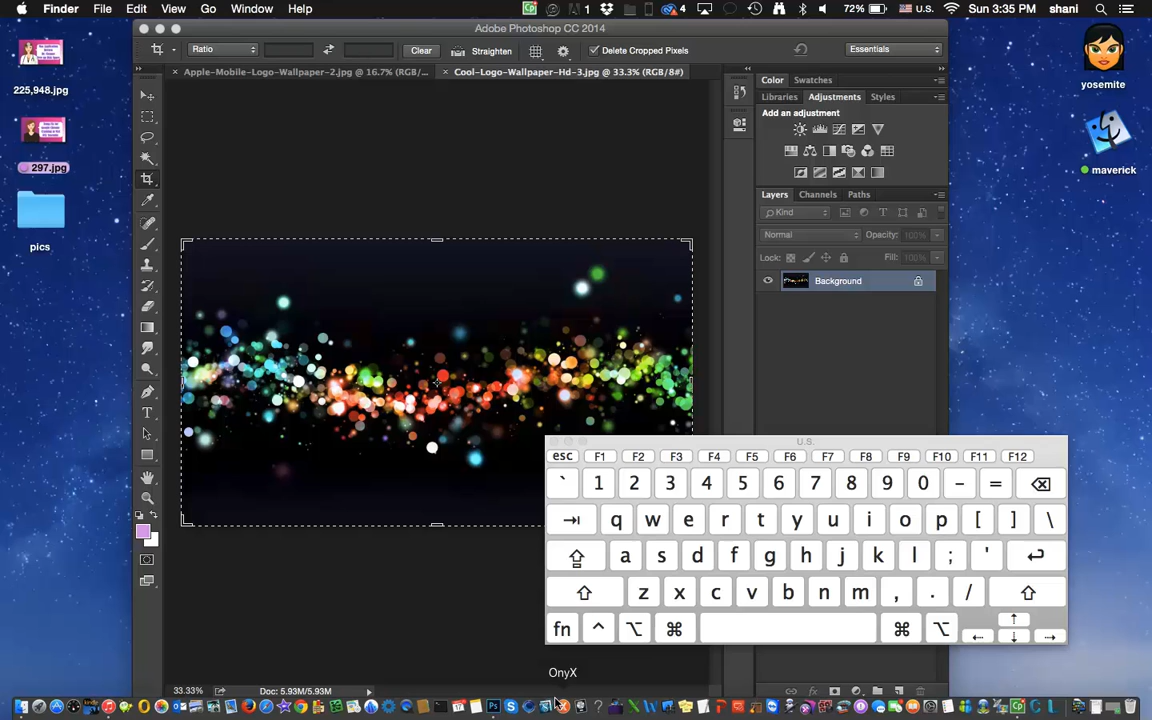 Finder File Edit View Go Window Help 1 4 72% U.S. Sun 3:35 PM shani
Adobe Photoshop CC 2014
Ratio Clear Straighten Delete Cropped Pixels Essentials
× Apple-Mobile-Logo-Wallpaper-2.jpg @ 16.7% (RGB/... × Cool-Logo-Wallpaper-Hd-3.jpg @ 33.3% (RGB/8#)
225,948.jpg
297.jpg
pics
yosemite
maverick
Color Swatches
Libraries Adjustments Styles
Add an adjustment
Layers Channels Paths
Kind
Normal Opacity: 100%
Lock: Fill: 100%
Background
U.S.
esc F1 F2 F3 F4 F5 F6 F7 F8 F9 F10 F11 F12
` 1 2 3 4 5 6 7 8 9 0 - =
q w e r t y u i o p [ ] \
a s d f g h j k l ; '
z x c v b n m , . /
fn ^ ⌥ ⌘ ⌘ ⌥
OnyX
33.33% Doc: 5.93M/5.93M